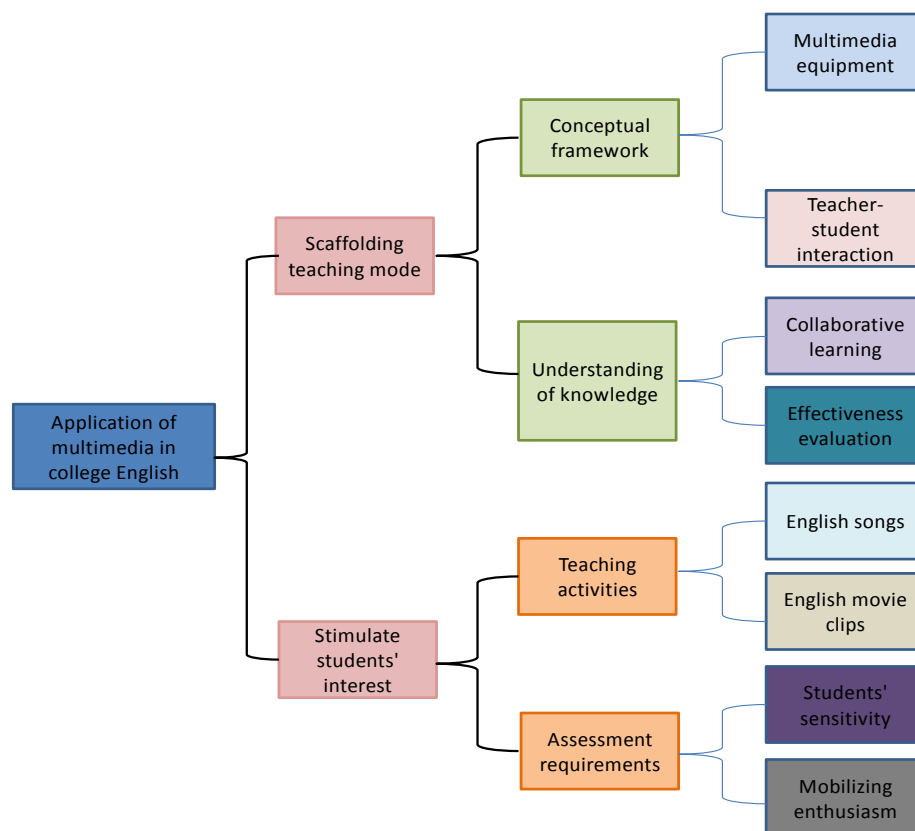 Application of
multimedia in
college English
Scaffolding
teaching mode
Conceptual
framework
Multimedia
equipment
Teacher-
student
interaction
Understanding
of knowledge
Collaborative
learning
Effectiveness
evaluation
Stimulate
students'
interest
Teaching
activities
English songs
English movie
clips
Assessment
requirements
Students'
sensitivity
Mobilizing
enthusiasm